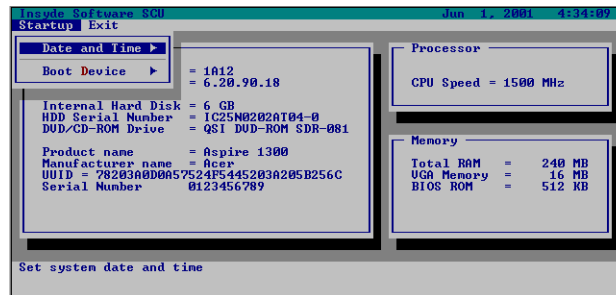 Insyde Software SCU Jun 1, 2001 4:34:09
Startup Exit
Date and Time ►
Boot Device ►
= 1A12
= 6.20.90.18
Internal Hard Disk = 6 GB
HDD Serial Number = IC25N0202AT04-0
DVD/CD-ROM Drive = QSI DVD-ROM SDR-081
Product name = Aspire 1300
Manufacturer name = Acer
UUID = 78203A0D0A57524F5445203A205B256C
Serial Number 0123456789
Processor
CPU Speed = 1500 MHz
Memory
Total RAM = 240 MB
VGA Memory = 16 MB
BIOS ROM = 512 KB
Set system date and time